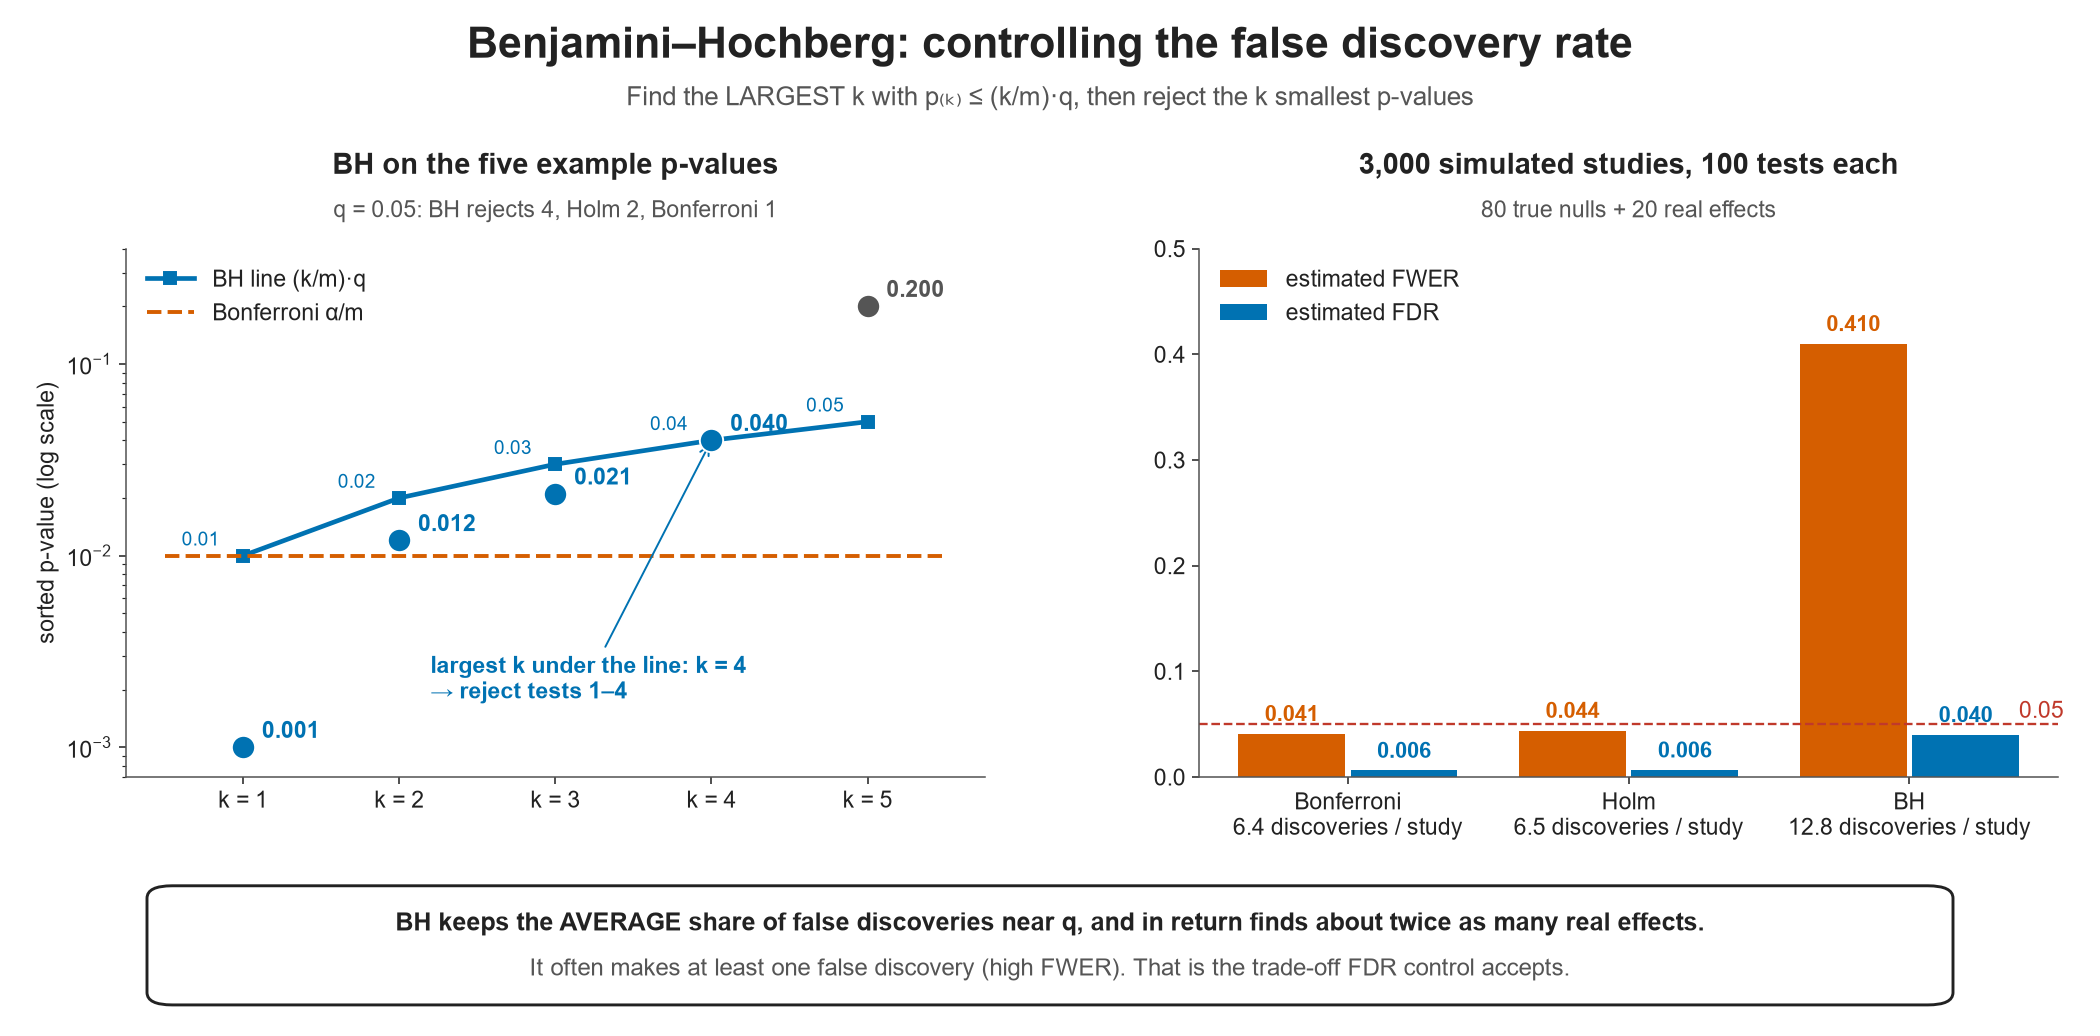 Benjamini–Hochberg: controlling the false discovery rate
Find the LARGEST k with p₍ₖ₎ ≤ (k/m)·q, then reject the k smallest p-values
BH on the five example p-values
q = 0.05: BH rejects 4, Holm 2, Bonferroni 1
BH line (k/m)·q
Bonferroni α/m
sorted p-value (log scale)
10⁻¹
10⁻²
10⁻³
0.200
0.01
0.02
0.03
0.04
0.05
0.040
0.021
0.012
0.001
largest k under the line: k = 4
→ reject tests 1–4
k = 1
k = 2
k = 3
k = 4
k = 5
3,000 simulated studies, 100 tests each
80 true nulls + 20 real effects
estimated FWER
estimated FDR
0.5
0.4
0.3
0.2
0.1
0.0
0.041
0.006
0.044
0.006
0.410
0.040
0.05
Bonferroni
6.4 discoveries / study
Holm
6.5 discoveries / study
BH
12.8 discoveries / study
BH keeps the AVERAGE share of false discoveries near q, and in return finds about twice as many real effects.
It often makes at least one false discovery (high FWER). That is the trade-off FDR control accepts.